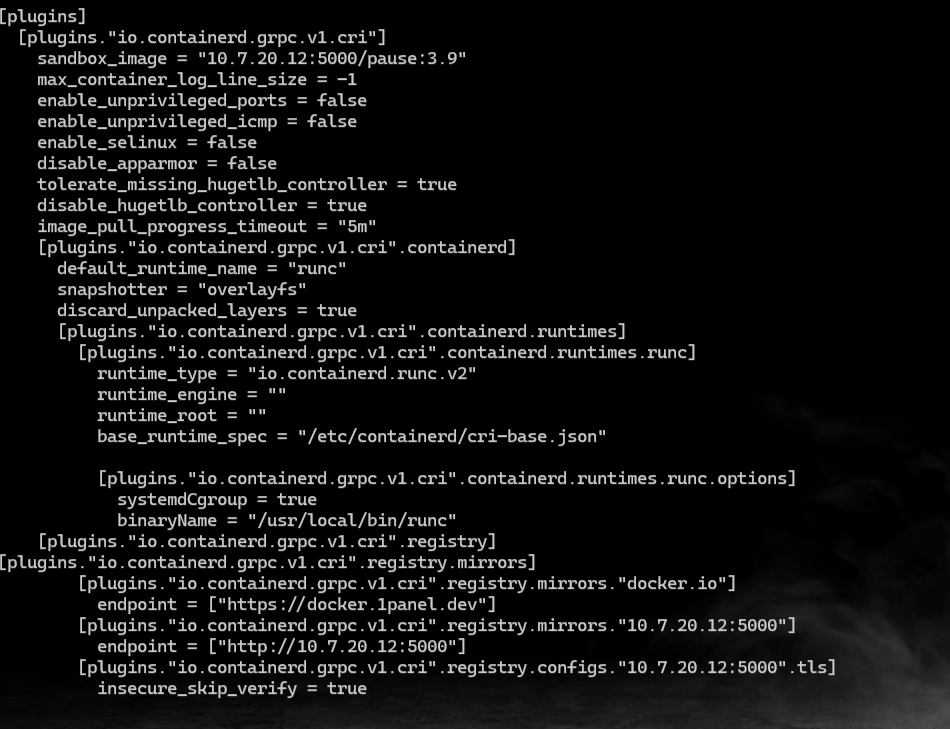 [plugins]
  [plugins."io.containerd.grpc.v1.cri"]
    sandbox_image = "10.7.20.12:5000/pause:3.9"
    max_container_log_line_size = -1
    enable_unprivileged_ports = false
    enable_unprivileged_icmp = false
    enable_selinux = false
    disable_apparmor = false
    tolerate_missing_hugetlb_controller = true
    disable_hugetlb_controller = true
    image_pull_progress_timeout = "5m"
    [plugins."io.containerd.grpc.v1.cri".containerd]
      default_runtime_name = "runc"
      snapshotter = "overlayfs"
      discard_unpacked_layers = true
      [plugins."io.containerd.grpc.v1.cri".containerd.runtimes]
        [plugins."io.containerd.grpc.v1.cri".containerd.runtimes.runc]
          runtime_type = "io.containerd.runc.v2"
          runtime_engine = ""
          runtime_root = ""
          base_runtime_spec = "/etc/containerd/cri-base.json"

          [plugins."io.containerd.grpc.v1.cri".containerd.runtimes.runc.options]
            systemdCgroup = true
            binaryName = "/usr/local/bin/runc"
    [plugins."io.containerd.grpc.v1.cri".registry]
[plugins."io.containerd.grpc.v1.cri".registry.mirrors]
        [plugins."io.containerd.grpc.v1.cri".registry.mirrors."docker.io"]
          endpoint = ["https://docker.1panel.dev"]
        [plugins."io.containerd.grpc.v1.cri".registry.mirrors."10.7.20.12:5000"]
          endpoint = ["http://10.7.20.12:5000"]
        [plugins."io.containerd.grpc.v1.cri".registry.configs."10.7.20.12:5000".tls]
          insecure_skip_verify = true